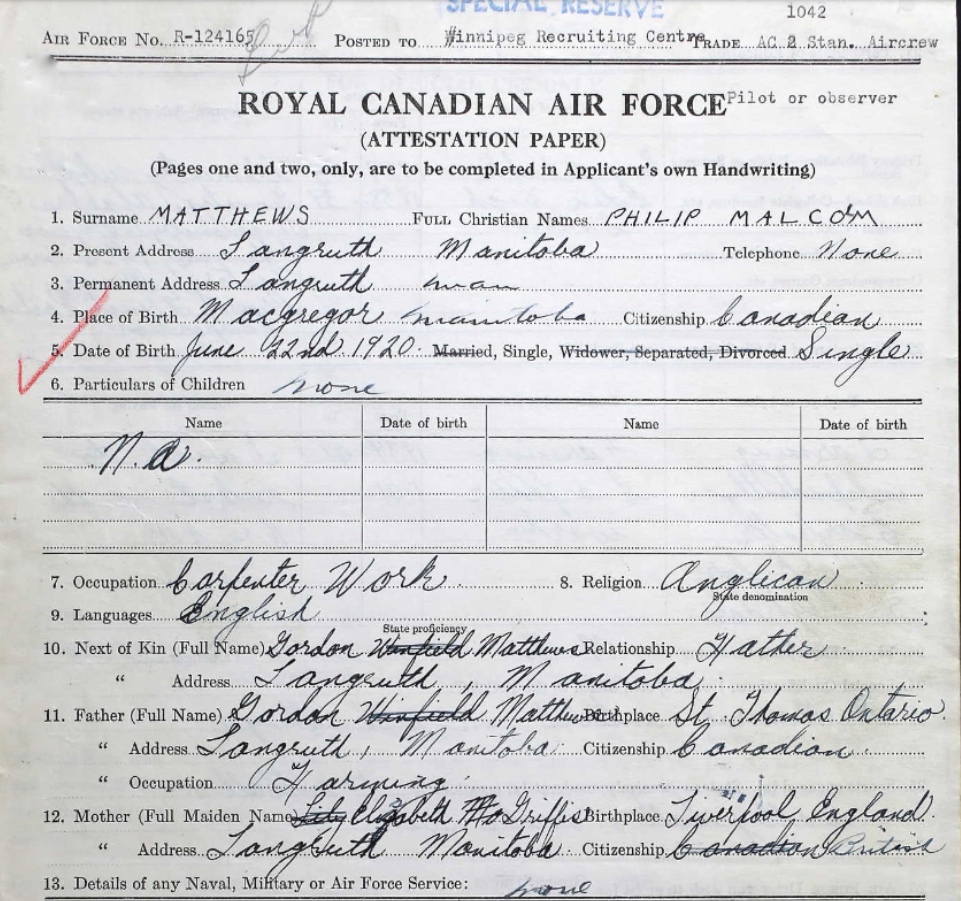 SPECIAL RESERVE
1042
AIR FORCE NO. R-124165 POSTED TO Winnipeg Recruiting Centre TRADE AC 2 Stan. Aircrew
ROYAL CANADIAN AIR FORCE Pilot or observer
(ATTESTATION PAPER)
(Pages one and two, only, are to be completed in Applicant's own Handwriting)
1. Surname MATTHEWS FULL Christian Names PHILIP MALCOM
2. Present Address Langruth Manitoba Telephone None
3. Permanent Address Langruth man
4. Place of Birth Macgregor manitoba Citizenship Canadian
5. Date of Birth June 22nd 1920. Married, Single, Widower, Separated, Divorced Single
6. Particulars of Children none
Name Date of birth Name Date of birth
N.a.
7. Occupation Carpenter Work 8. Religion Anglican
State denomination
9. Languages English
State proficiency
10. Next of Kin (Full Name) Gordon Winfield Matthews Relationship Father
" Address Langruth, Manitoba
11. Father (Full Name) Gordon Winfield Matthews Birthplace St Thomas Ontario
" Address Langruth, Manitoba Citizenship Canadian
" Occupation Farming
12. Mother (Full Maiden Name) Lily Elizabeth Griffis Birthplace Liverpool, England
" Address Langruth Manitoba Citizenship Canadian British
13. Details of any Naval, Military or Air Force Service: none